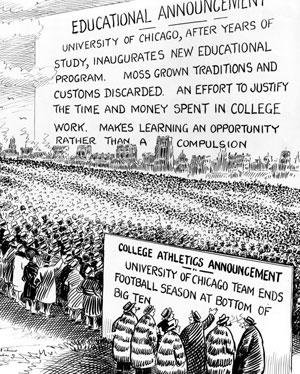 EDUCATIONAL ANNOUNCEMENT
UNIVERSITY OF CHICAGO, AFTER YEARS OF
STUDY, INAUGURATES NEW EDUCATIONAL
PROGRAM. MOSS GROWN TRADITIONS AND
CUSTOMS DISCARDED. AN EFFORT TO JUSTIFY
THE TIME AND MONEY SPENT IN COLLEGE
WORK. MAKES LEARNING AN OPPORTUNITY
RATHER THAN A COMPULSION
COLLEGE ATHLETICS ANNOUNCEMENT
UNIVERSITY OF CHICAGO TEAM ENDS
FOOTBALL SEASON AT BOTTOM OF
BIG TEN